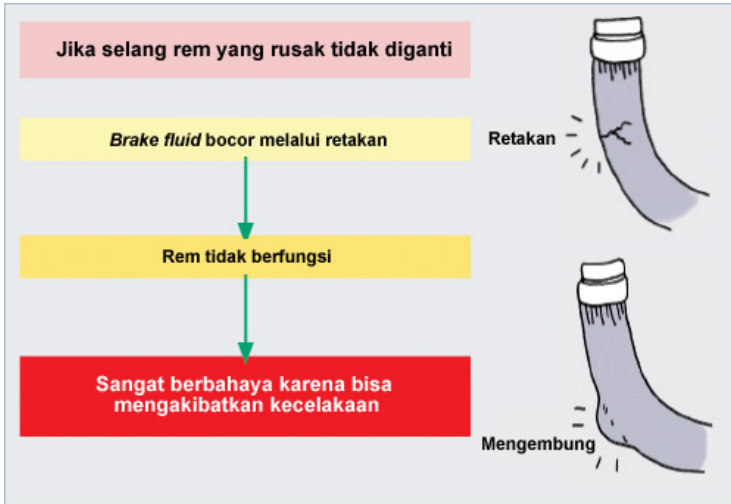 Jika selang rem yang rusak tidak diganti
Brake fluid bocor melalui retakan
Retakan
Rem tidak berfungsi
Sangat berbahaya karena bisa
mengakibatkan kecelakaan
Mengembung